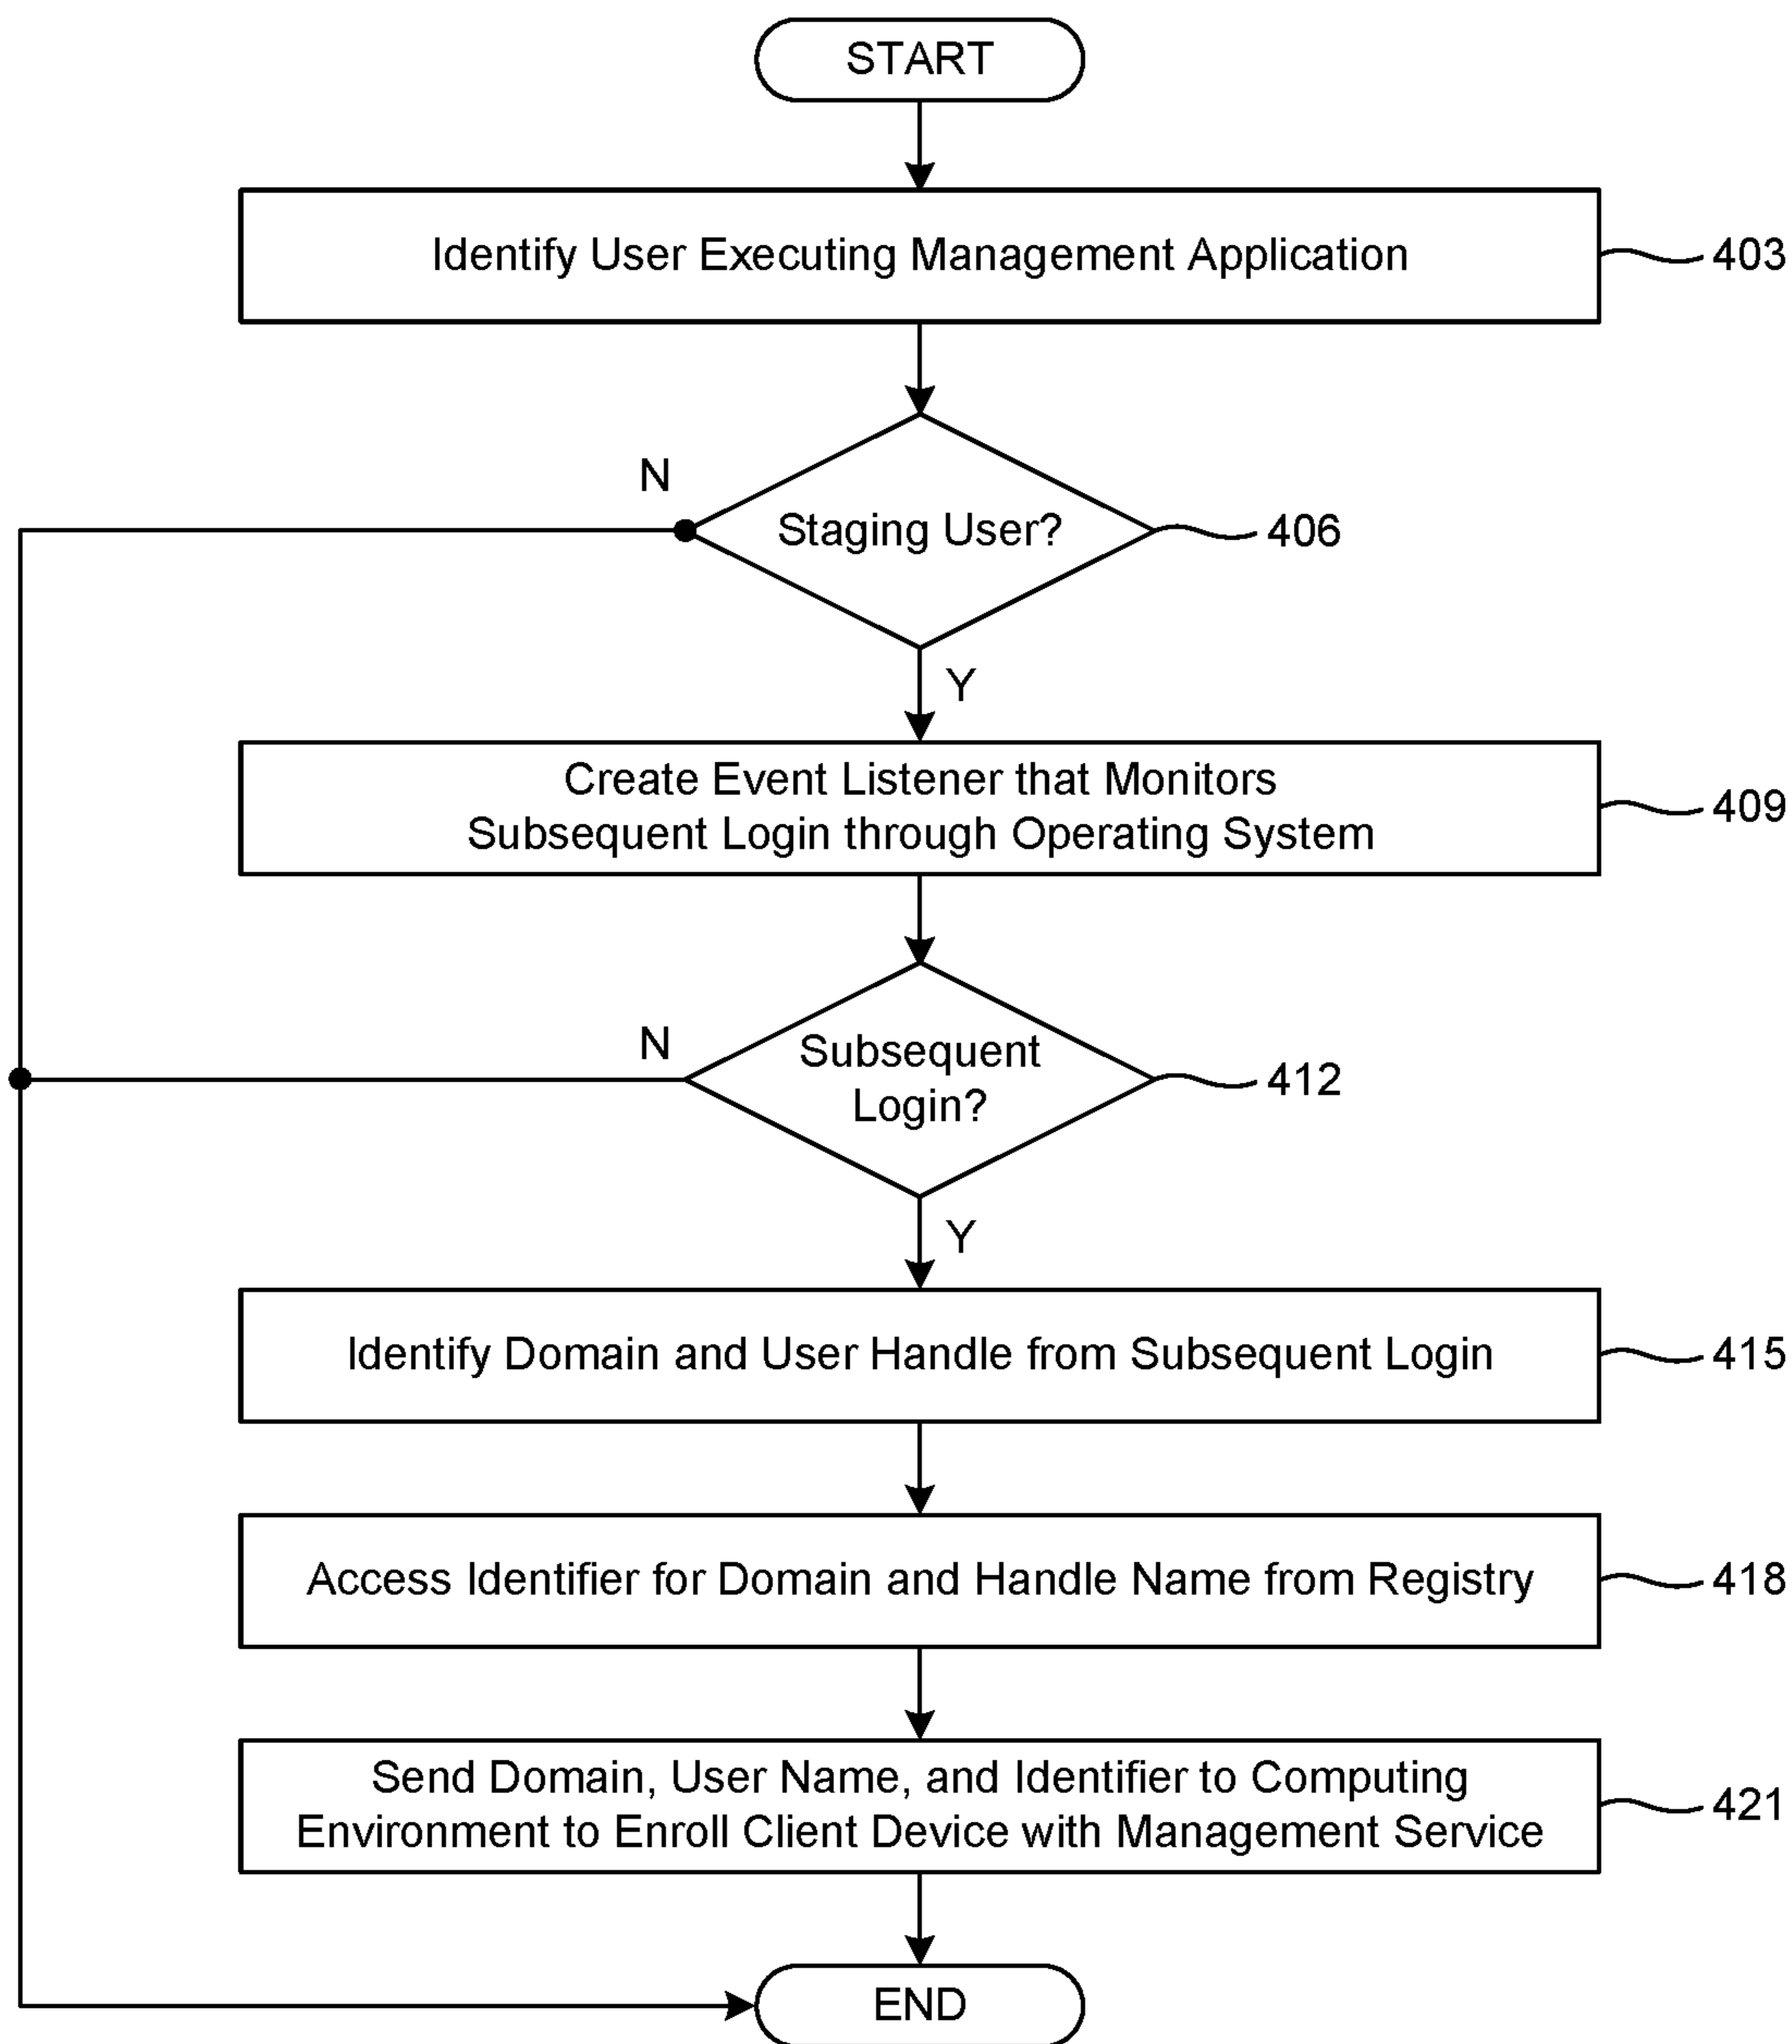 START
Identify User Executing Management Application
403
N
Staging User?
406
Y
Create Event Listener that Monitors
Subsequent Login through Operating System
409
N
Subsequent
Login?
412
Y
Identify Domain and User Handle from Subsequent Login
415
Access Identifier for Domain and Handle Name from Registry
418
Send Domain, User Name, and Identifier to Computing
Environment to Enroll Client Device with Management Service
421
END